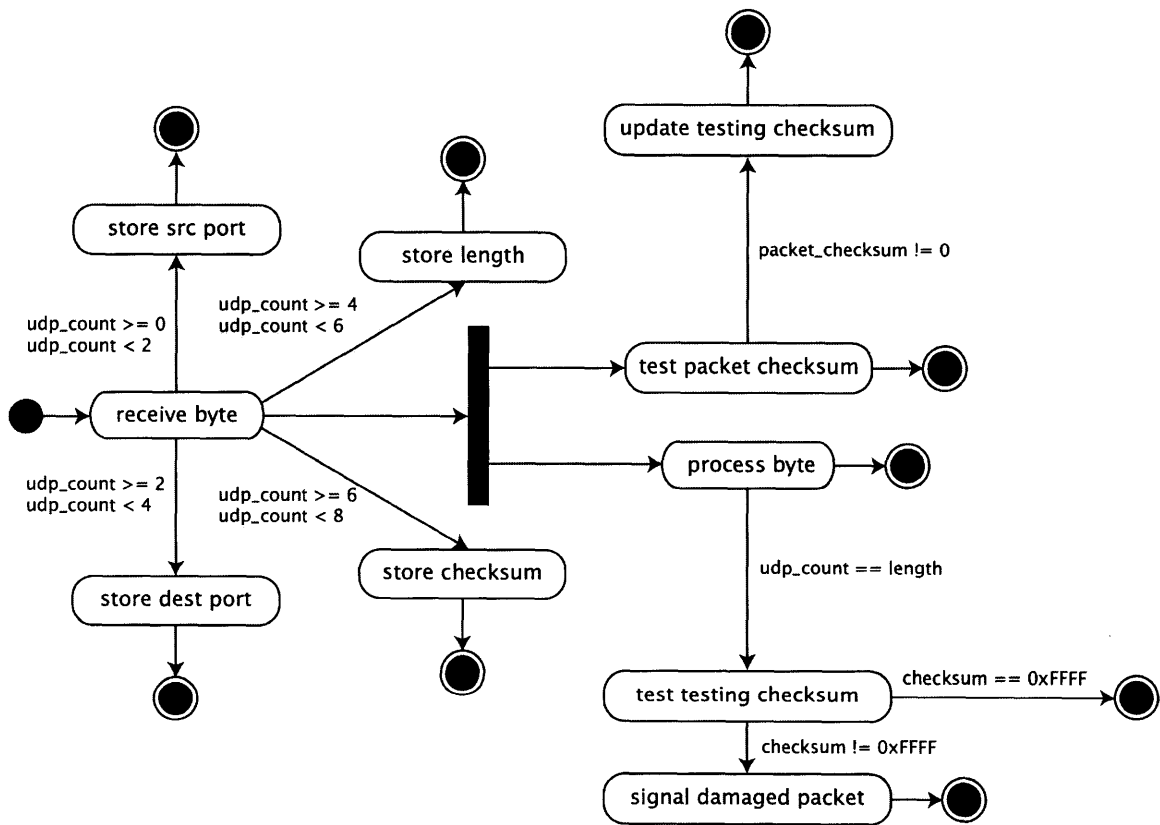 update testing checksum
store src port
store length
packet_checksum != 0
udp_count >= 0
udp_count < 2
udp_count >= 4
udp_count < 6
test packet checksum
receive byte
process byte
udp_count >= 2
udp_count < 4
udp_count >= 6
udp_count < 8
store checksum
udp_count == length
store dest port
test testing checksum
checksum == 0xFFFF
checksum != 0xFFFF
signal damaged packet